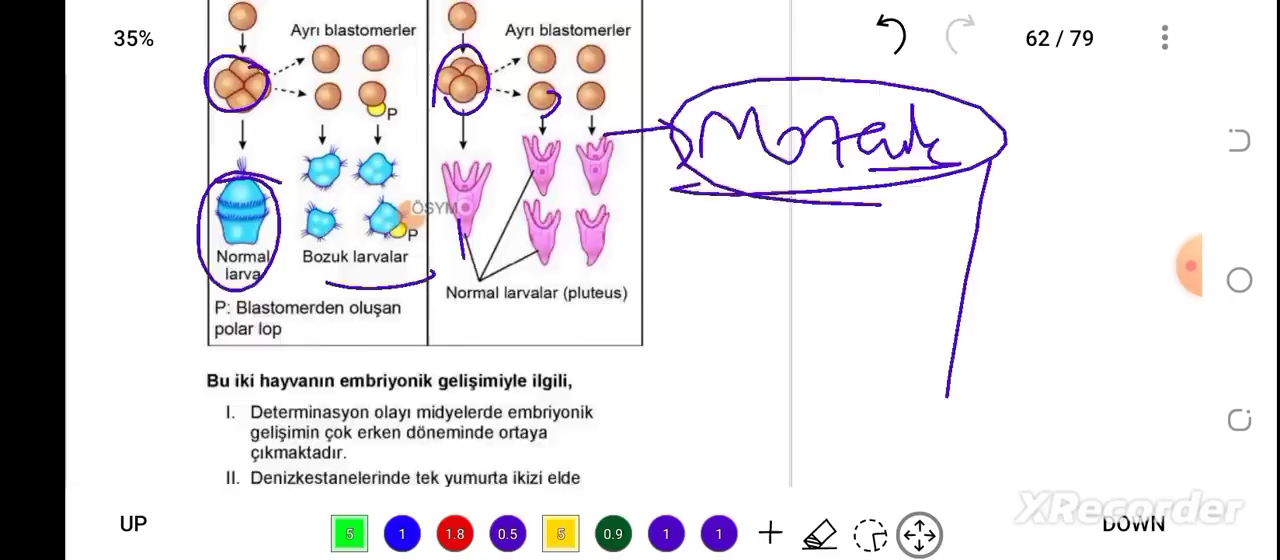 35%
62 / 79
Ayrı blastomerler
Ayrı blastomerler
P
ÖSYM
P
Normal larva
Bozuk larvalar
Normal larvalar (pluteus)
P: Blastomerden oluşan
polar lop
Bu iki hayvanın embriyonik gelişimiyle ilgili,
I. Determinasyon olayı midyelerde embriyonik
gelişimin çok erken döneminde ortaya
çıkmaktadır.
II. Denizkestanelerinde tek yumurta ikizi elde
UP
5 1 1.8 0.5 5 0.9 1 1
XRecorder
DOWN